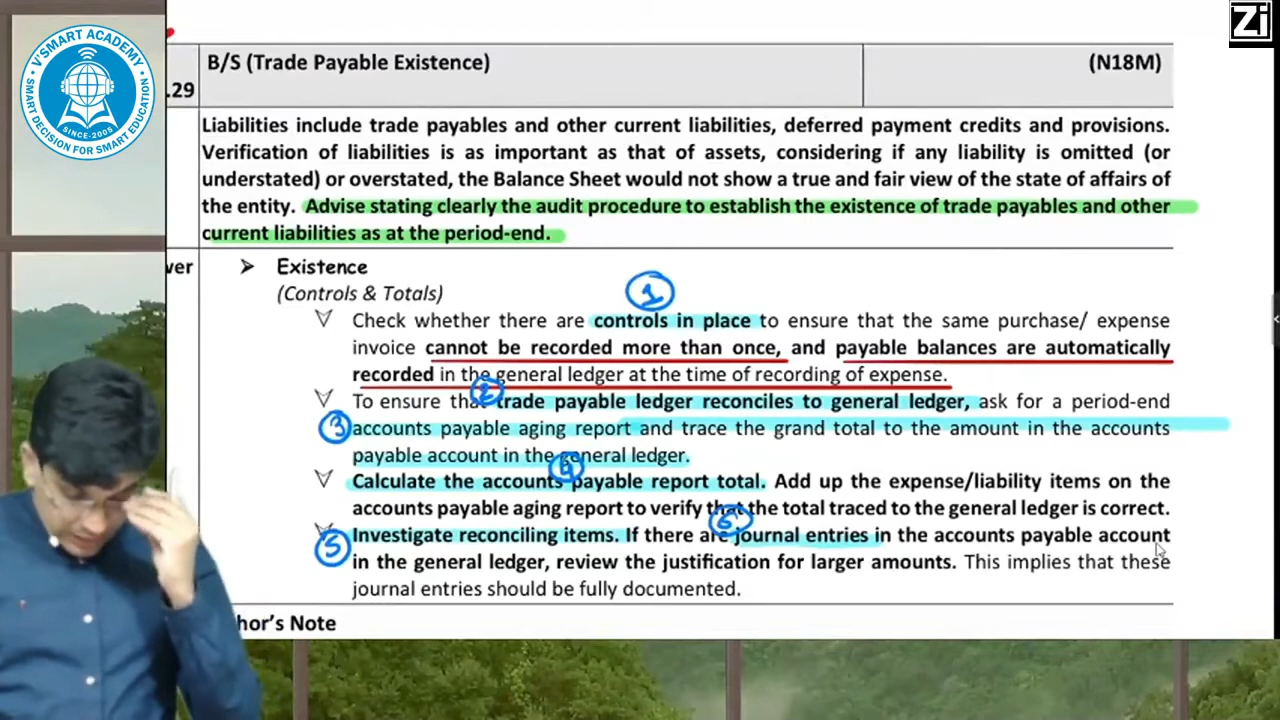 Zi
V'SMART ACADEMY
SINCE-2005
SMART DECISION FOR SMART EDUCATION
B/S (Trade Payable Existence) (N18M)
.29
Liabilities include trade payables and other current liabilities, deferred payment credits and provisions.
Verification of liabilities is as important as that of assets, considering if any liability is omitted (or
understated) or overstated, the Balance Sheet would not show a true and fair view of the state of affairs of
the entity. Advise stating clearly the audit procedure to establish the existence of trade payables and other
current liabilities as at the period-end.
ver ➤ Existence
(Controls & Totals)
1
Check whether there are controls in place to ensure that the same purchase/ expense
invoice cannot be recorded more than once, and payable balances are automatically
recorded in the general ledger at the time of recording of expense.
2
To ensure that trade payable ledger reconciles to general ledger, ask for a period-end
3 accounts payable aging report and trace the grand total to the amount in the accounts
payable account in the general ledger.
4
Calculate the accounts payable report total. Add up the expense/liability items on the
accounts payable aging report to verify that the total traced to the general ledger is correct.
6
5 Investigate reconciling items. If there are journal entries in the accounts payable account
in the general ledger, review the justification for larger amounts. This implies that these
journal entries should be fully documented.
hor's Note